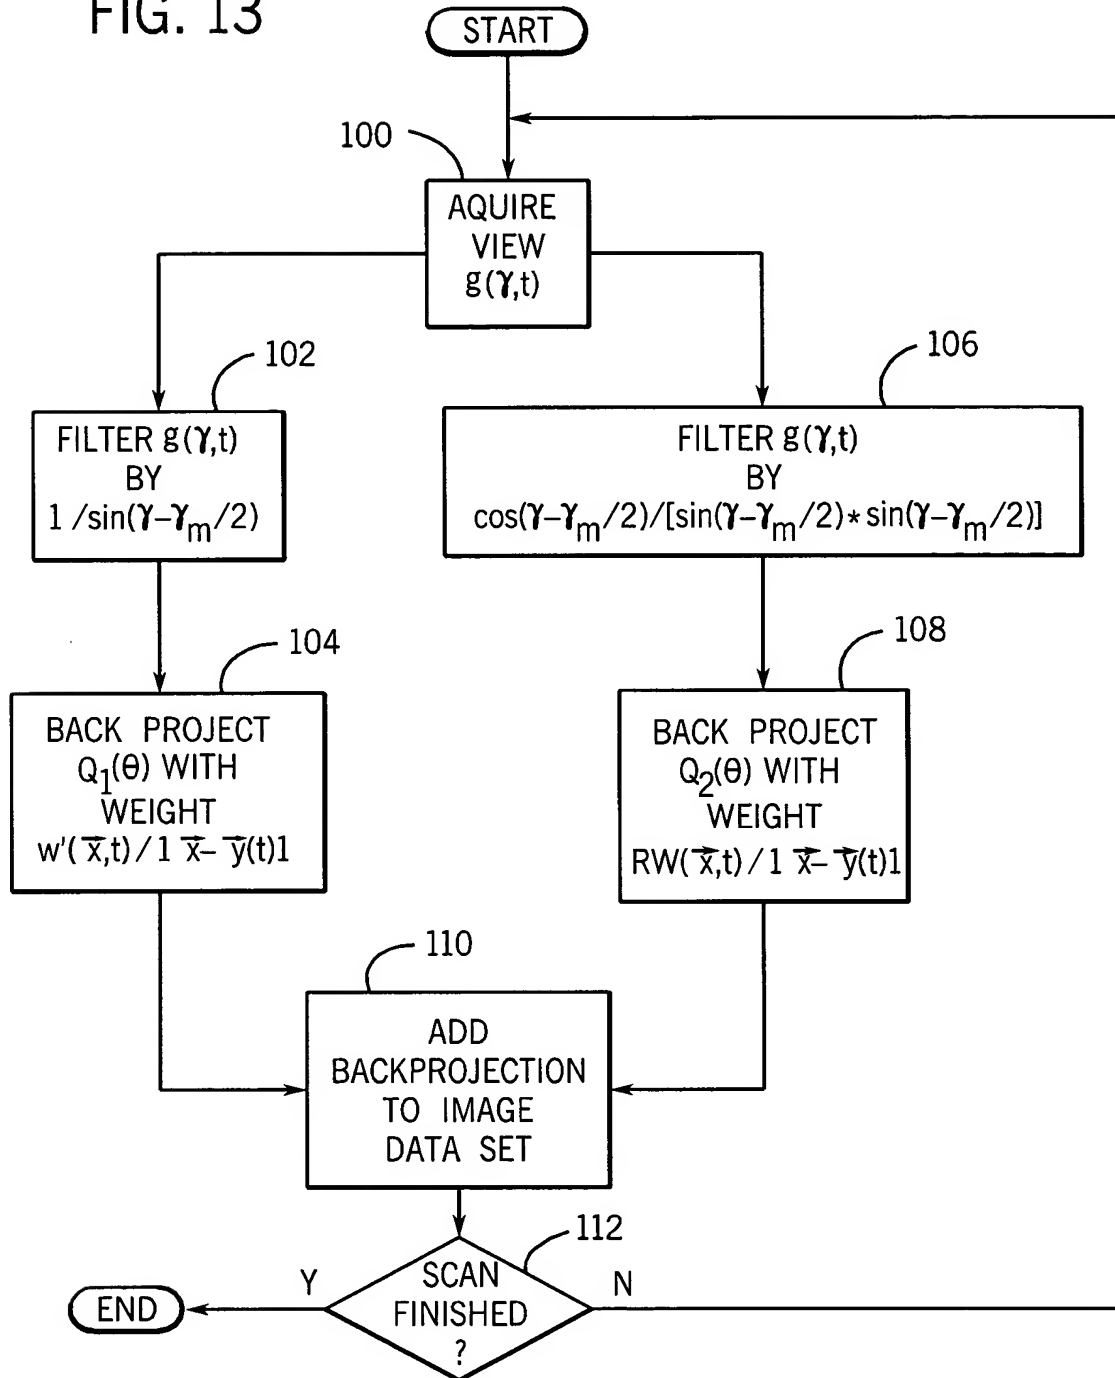 FIG. 13
START
100
AQUIRE
VIEW
g(γ,t)
102
FILTER g(γ,t)
BY
1/sin(γ−γm/2)
106
FILTER g(γ,t)
BY
cos(γ−γm/2)/[sin(γ−γm/2)*sin(γ−γm/2)]
104
BACK PROJECT
Q1(θ) WITH
WEIGHT
w'(x⃗,t)/1 x⃗−y⃗(t)1
108
BACK PROJECT
Q2(θ) WITH
WEIGHT
RW(x⃗,t)/1 x⃗−y⃗(t)1
110
ADD
BACKPROJECTION
TO IMAGE
DATA SET
112
SCAN
FINISHED
?
Y
N
END